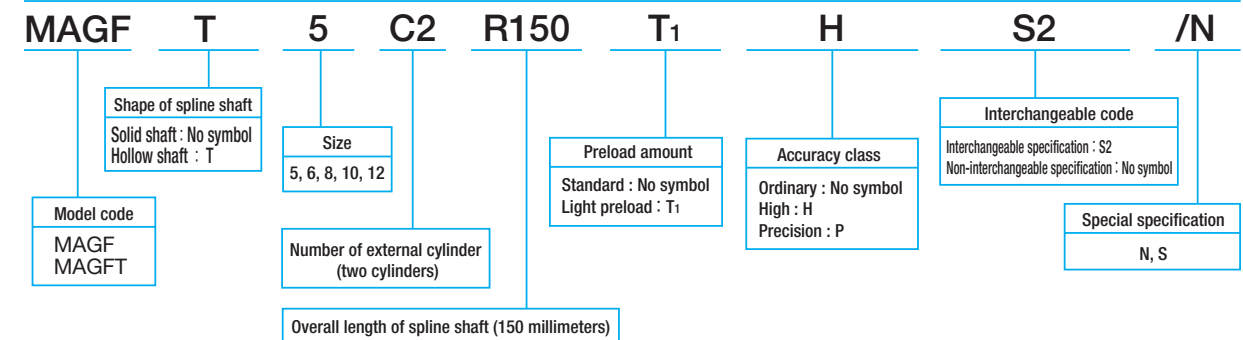 MAGF T 5 C2 R150 T1 H S2 /N
Shape of spline shaft
Solid shaft : No symbol
Hollow shaft : T
Size
5, 6, 8, 10, 12
Interchangeable code
Interchangeable specification : S2
Non-interchangeable specification : No symbol
Preload amount
Standard : No symbol
Light preload : T1
Accuracy class
Ordinary : No symbol
High : H
Precision : P
Model code
MAGF
MAGFT
Special specification
N, S
Number of external cylinder
(two cylinders)
Overall length of spline shaft (150 millimeters)